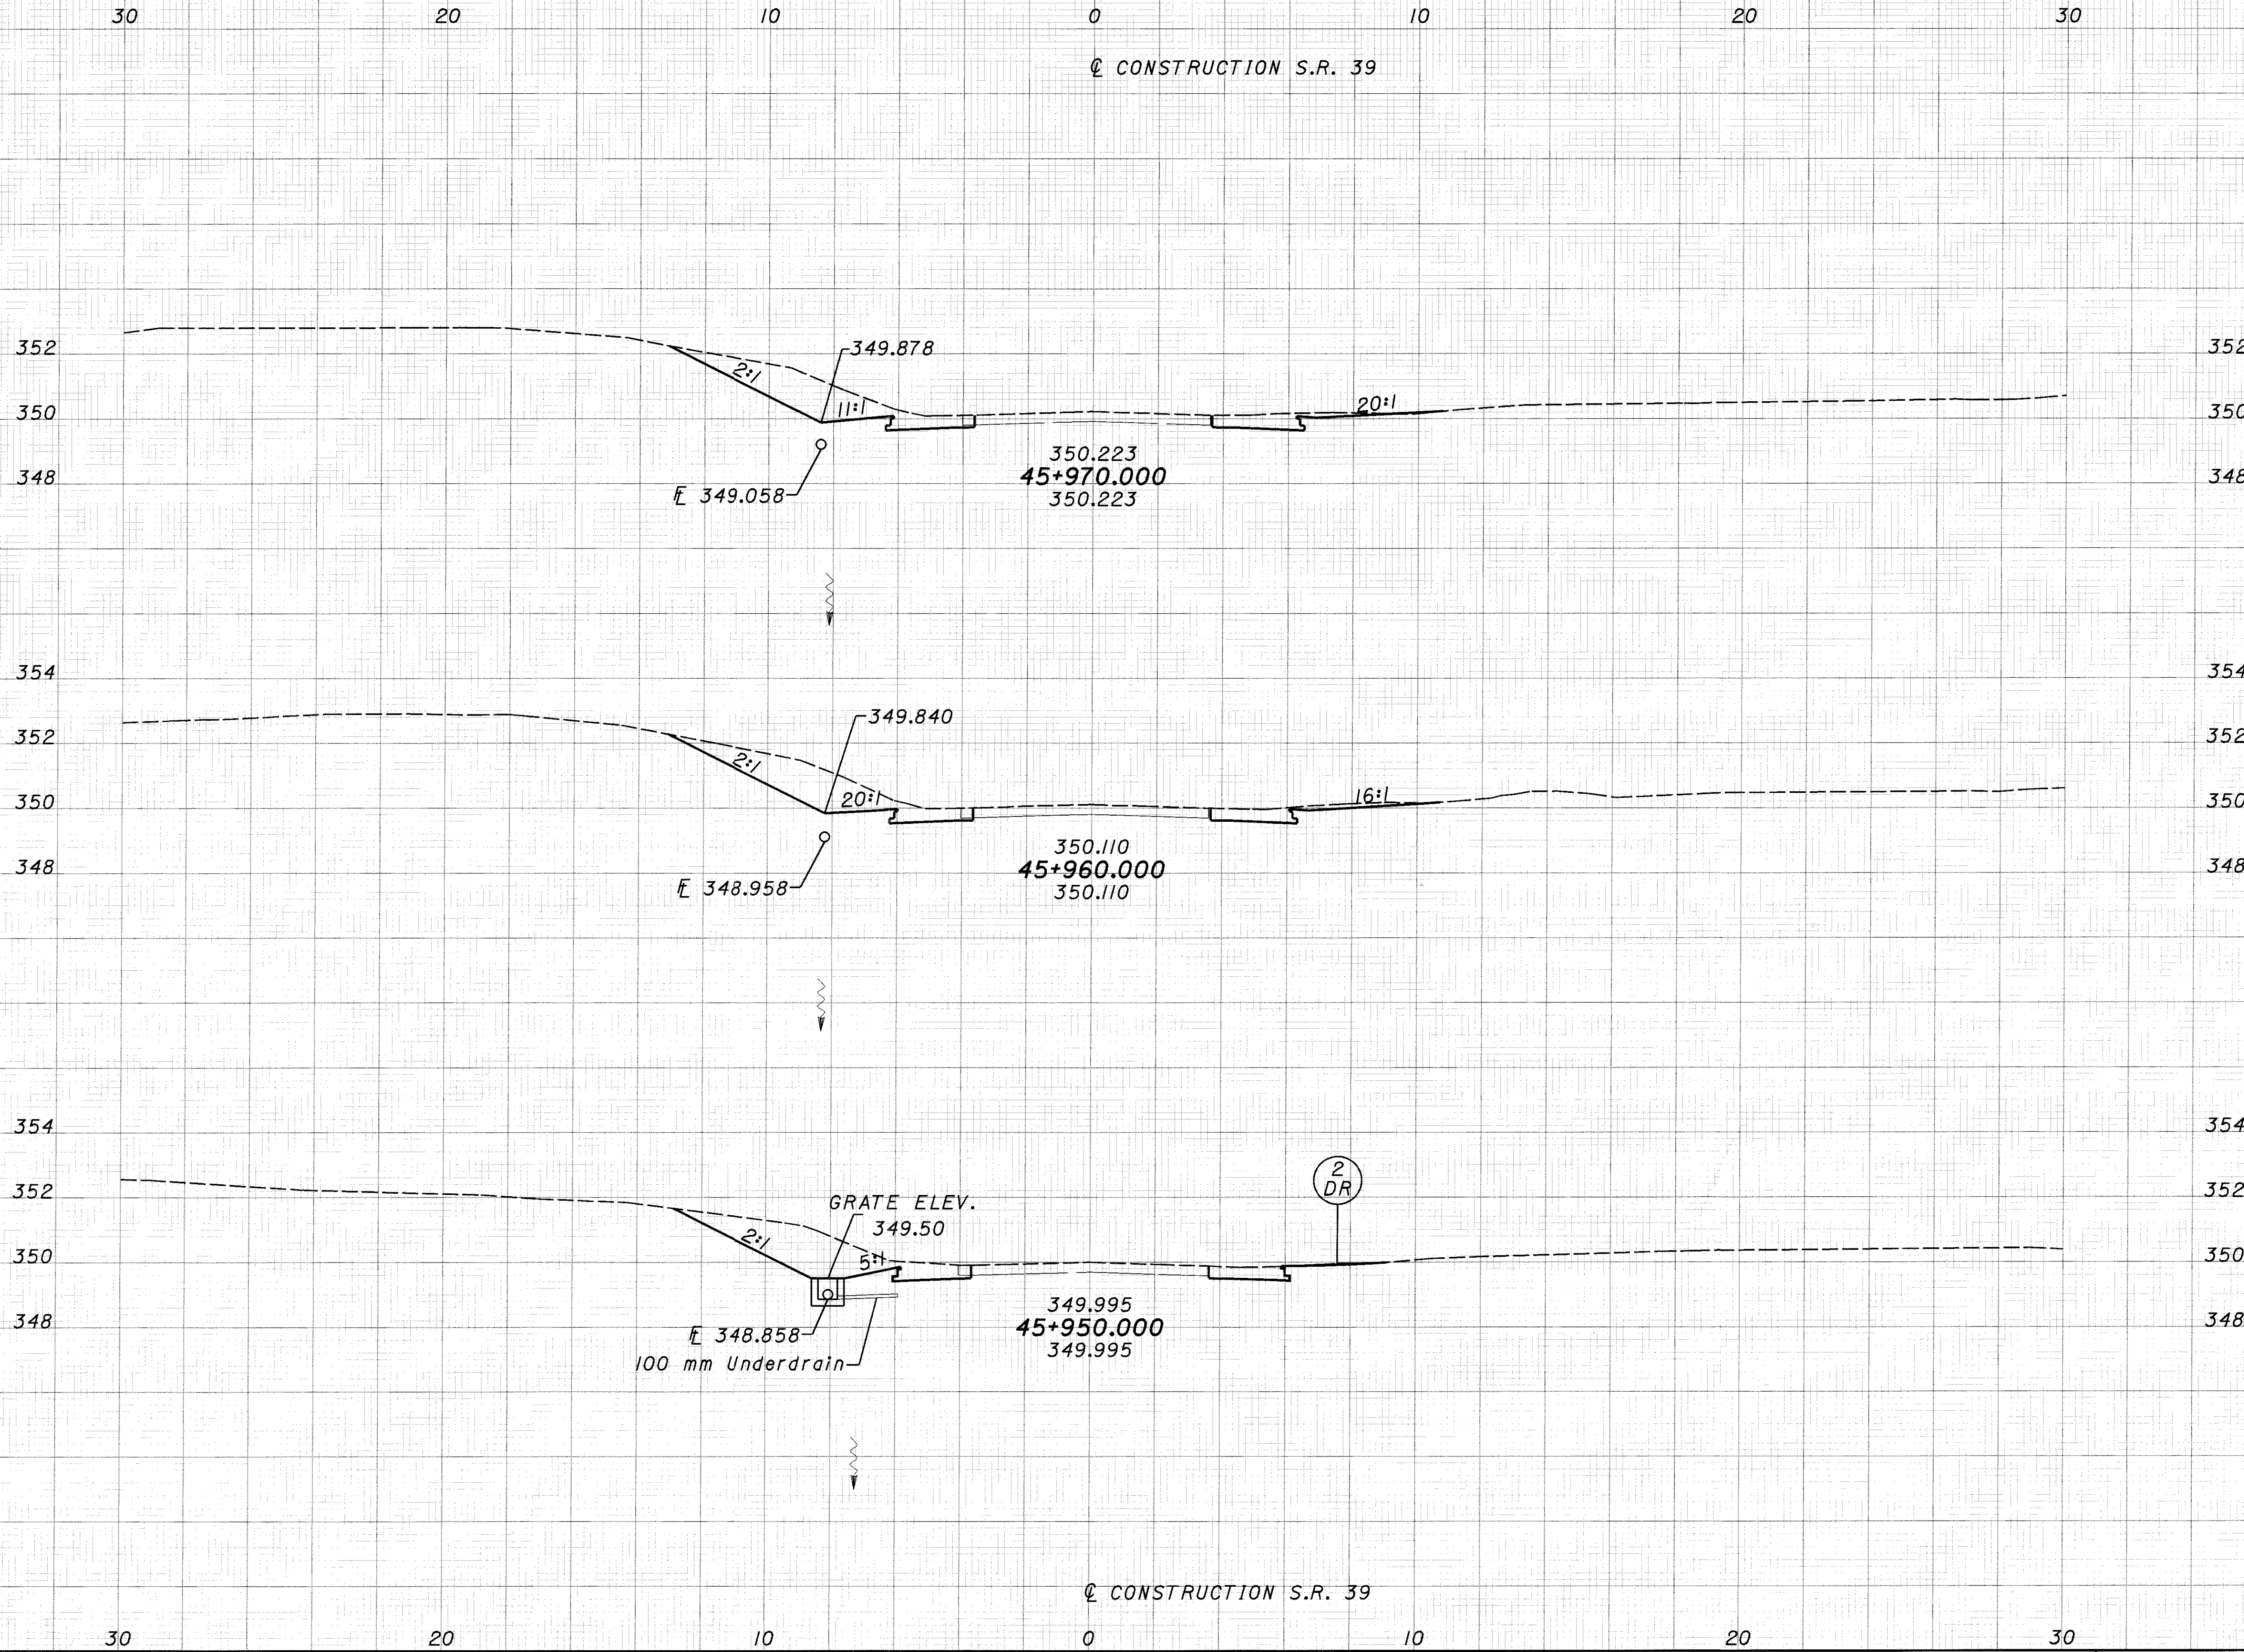 30 20 10 0 10 20 30
℄ CONSTRUCTION S.R. 39
352 349.878 352
2:1 11:1 20:1
350 350
350.223
348 45+970.000 348
FL 349.058 350.223
354 354
349.840
352 352
2:1 20:1 16:1
350 350
350.110
348 45+960.000 348
FL 348.958 350.110
354 354
2
DR
352 352
GRATE ELEV.
349.50
2:1 5:1
350 350
349.995
348 45+950.000 348
FL 348.858 349.995
100 mm Underdrain
℄ CONSTRUCTION S.R. 39
30 20 10 0 10 20 30